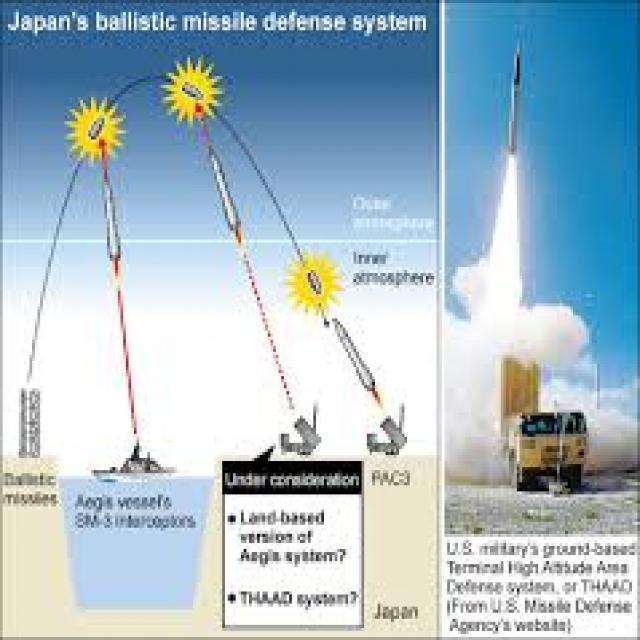 Japan's ballistic missile defense system
Outer
atmosphere
Inner
atmosphere
Ballistic
missiles
Aegis vessel's
SM-3 interceptors
Under consideration
• Land-based
version of
Aegis system?
• THAAD system?
PAC3
Japan
U.S. military's ground-based
Terminal High Altitude Area
Defense system, or THAAD
(From U.S. Missile Defense
Agency's website)